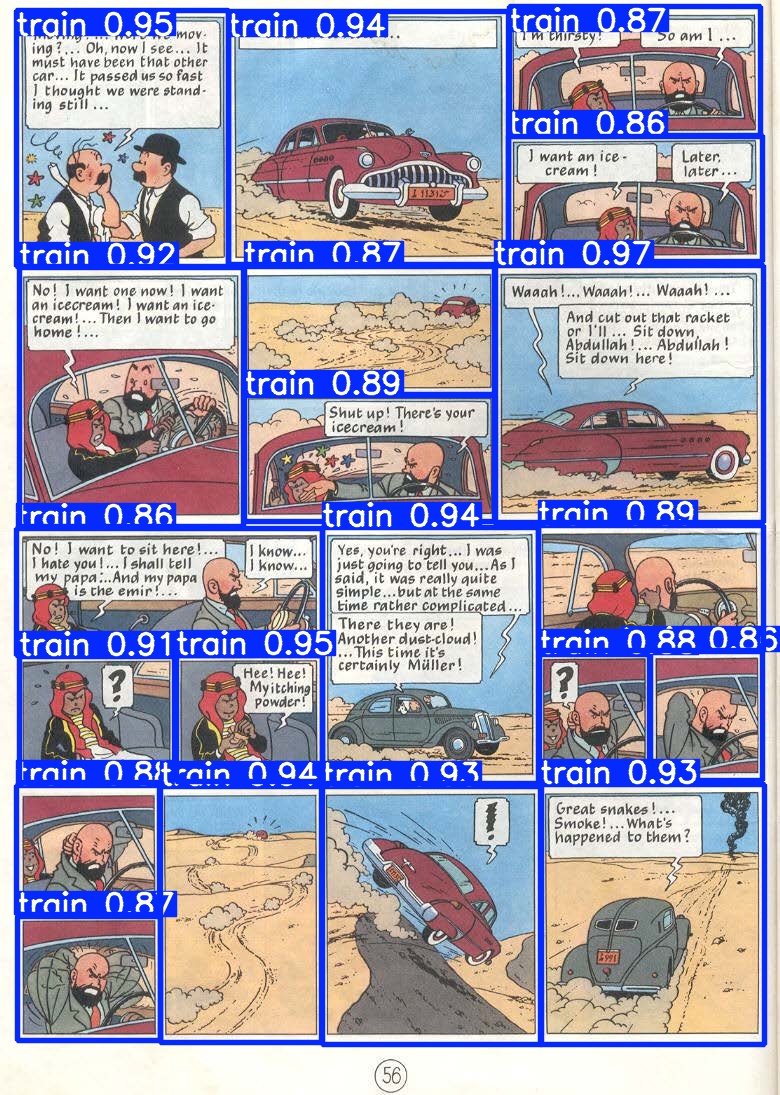 train 0.95
ing?... Oh, now I see... It
must have been that other
car... It passed us so fast
I thought we were stand-
ing still ...
train 0.94
train 0.87
I'm thirsty!
So am I ...
train 0.86
I want an ice-
cream !
Later,
later ...
train 0.92
No! I want one now! I want
an icecream! I want an ice-
cream! ... Then I want to go
home !...
train 0.87
train 0.89
Shut up! There's your
icecream !
train 0.97
Waaah!... Waaah!... Waaah! ...
And cut out that racket
or I'll ... Sit down,
Abdullah!... Abdullah!
Sit down here!
train 0.86
No! I want to sit here!...
I hate you! ... I shall tell
my papa... And my papa
is the emir!...
I know...
I know...
train 0.91
?
train 0.95
Hee! Hee!
My itching
powder!
train 0.94
Yes, you're right... I was
just going to tell you... As I
said, it was really quite
simple... but at the same
time rather complicated...
There they are!
Another dust-cloud!
... This time it's
certainly Müller!
train 0.89
train 0.88
?
0.86
train
train 0.87
train 0.94
train 0.93
!
train 0.93
Great snakes!...
Smoke!... What's
happened to them?
56